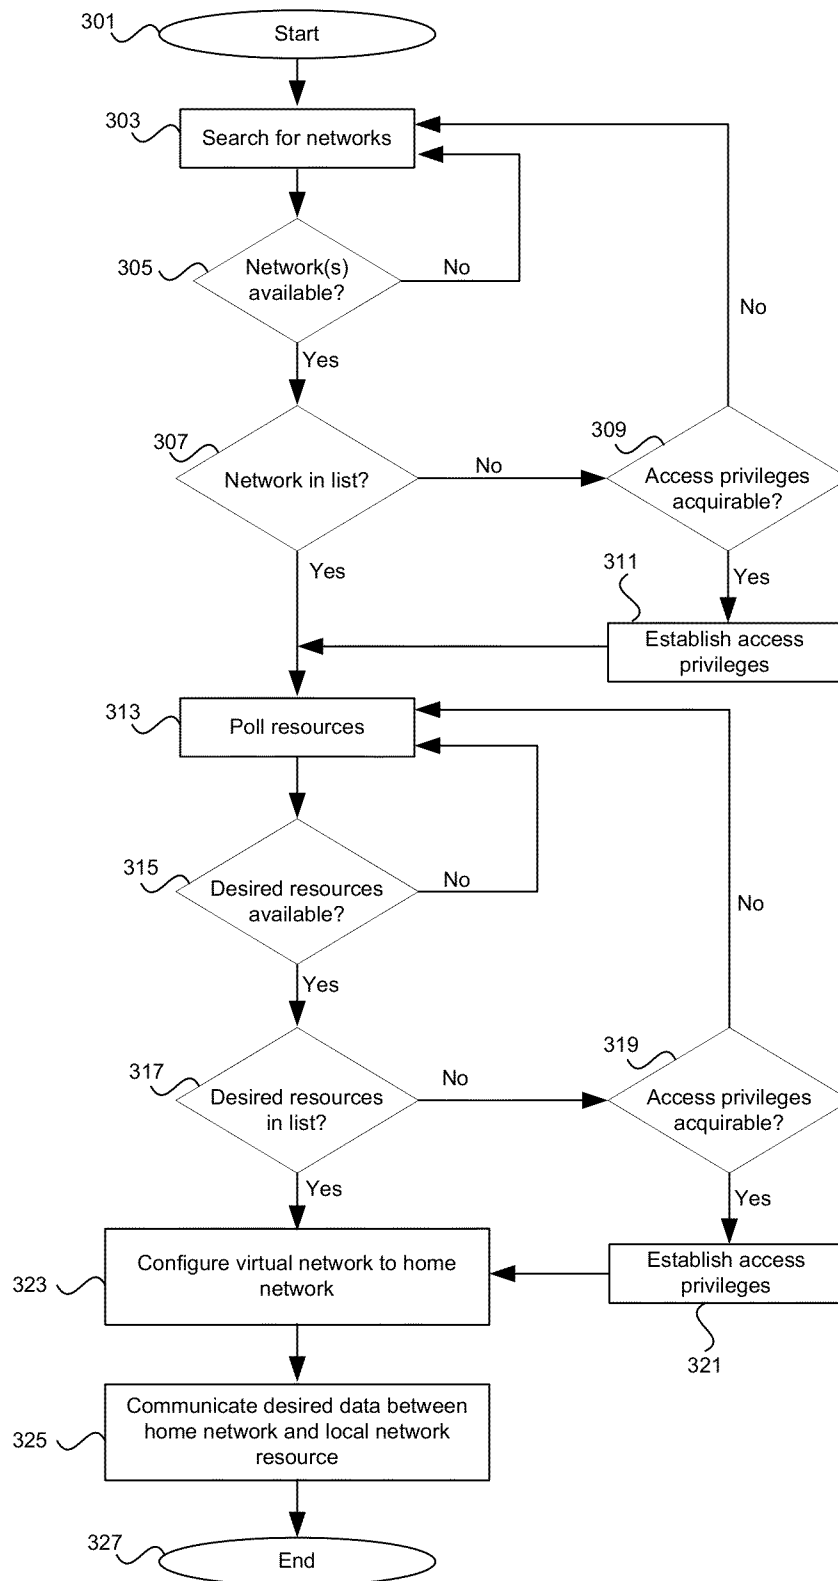 301
Start
303
Search for networks
305
Network(s)
available?
No
Yes
No
307
Network in list?
No
309
Access privileges
acquirable?
Yes
Yes
311
Establish access
privileges
313
Poll resources
315
Desired resources
available?
No
No
Yes
317
Desired resources
in list?
No
319
Access privileges
acquirable?
Yes
Yes
323
Configure virtual network to home
network
Establish access
privileges
321
325
Communicate desired data between
home network and local network
resource
327
End